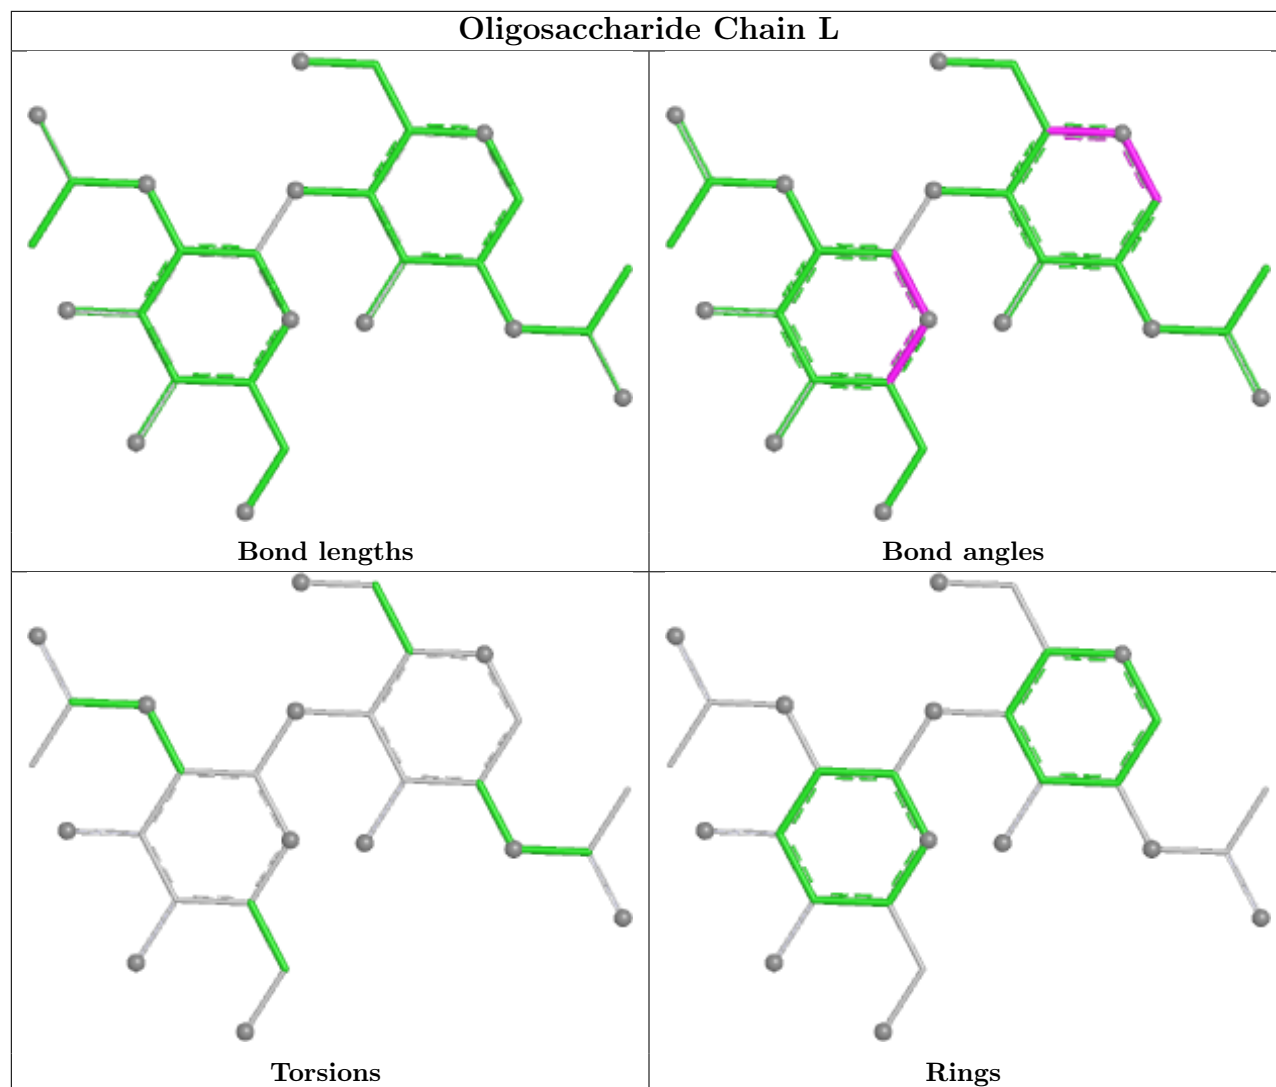 Oligosaccharide Chain L
Bond lengths
Bond angles
Torsions
Rings